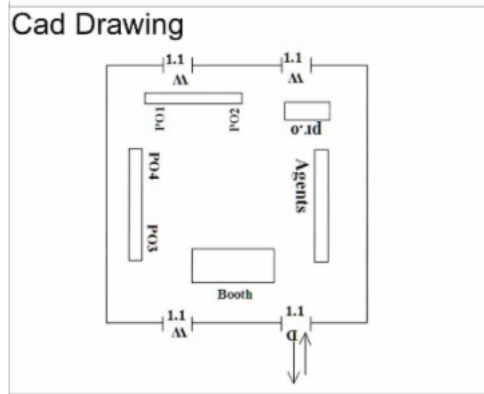 Cad Drawing
1.1
W
1.1
W
PO1
PO2
pr.o
PO4
PO3
Agents
Booth
1.1
W
1.1
D